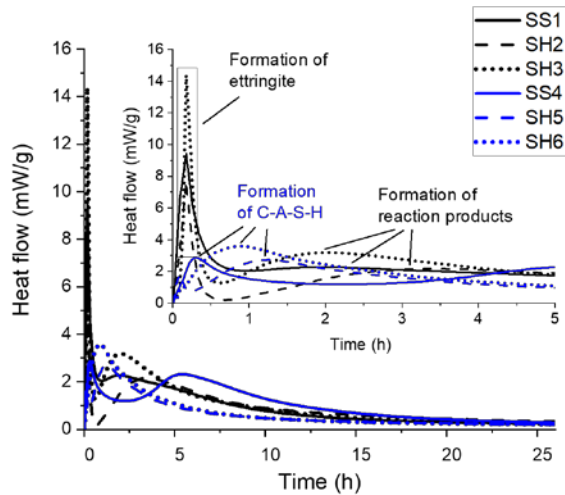 SS1
SH2
SH3
SS4
SH5
SH6
16
14
12
10
8
6
4
2
0
Heat flow (mW/g)
0
5
10
15
20
25
Time (h)
16
14
12
10
8
6
4
2
0
Heat flow (mW/g)
Formation of
ettringite
Formation
of C-A-S-H
Formation of
reaction products
0
1
2
3
4
5
Time (h)